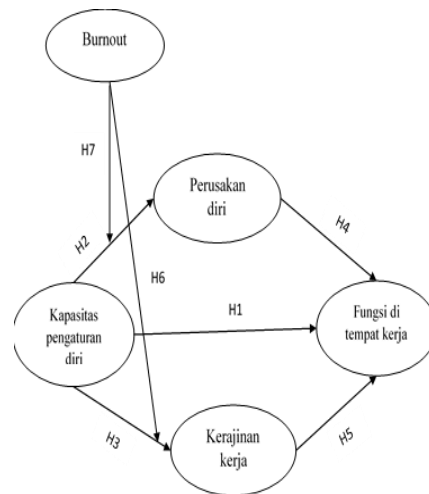 Burnout
H7
Perusakan
diri
H2
H4
H6
Kapasitas
pengaturan
diri
H1
Fungsi di
tempat kerja
H3
Kerajinan
kerja
H5